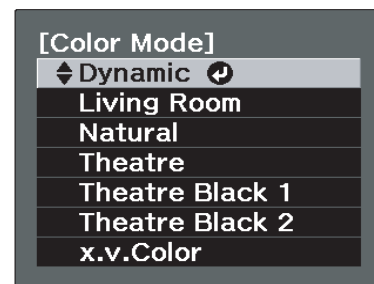 [Color Mode]
Dynamic
Living Room
Natural
Theatre
Theatre Black 1
Theatre Black 2
x.v.Color